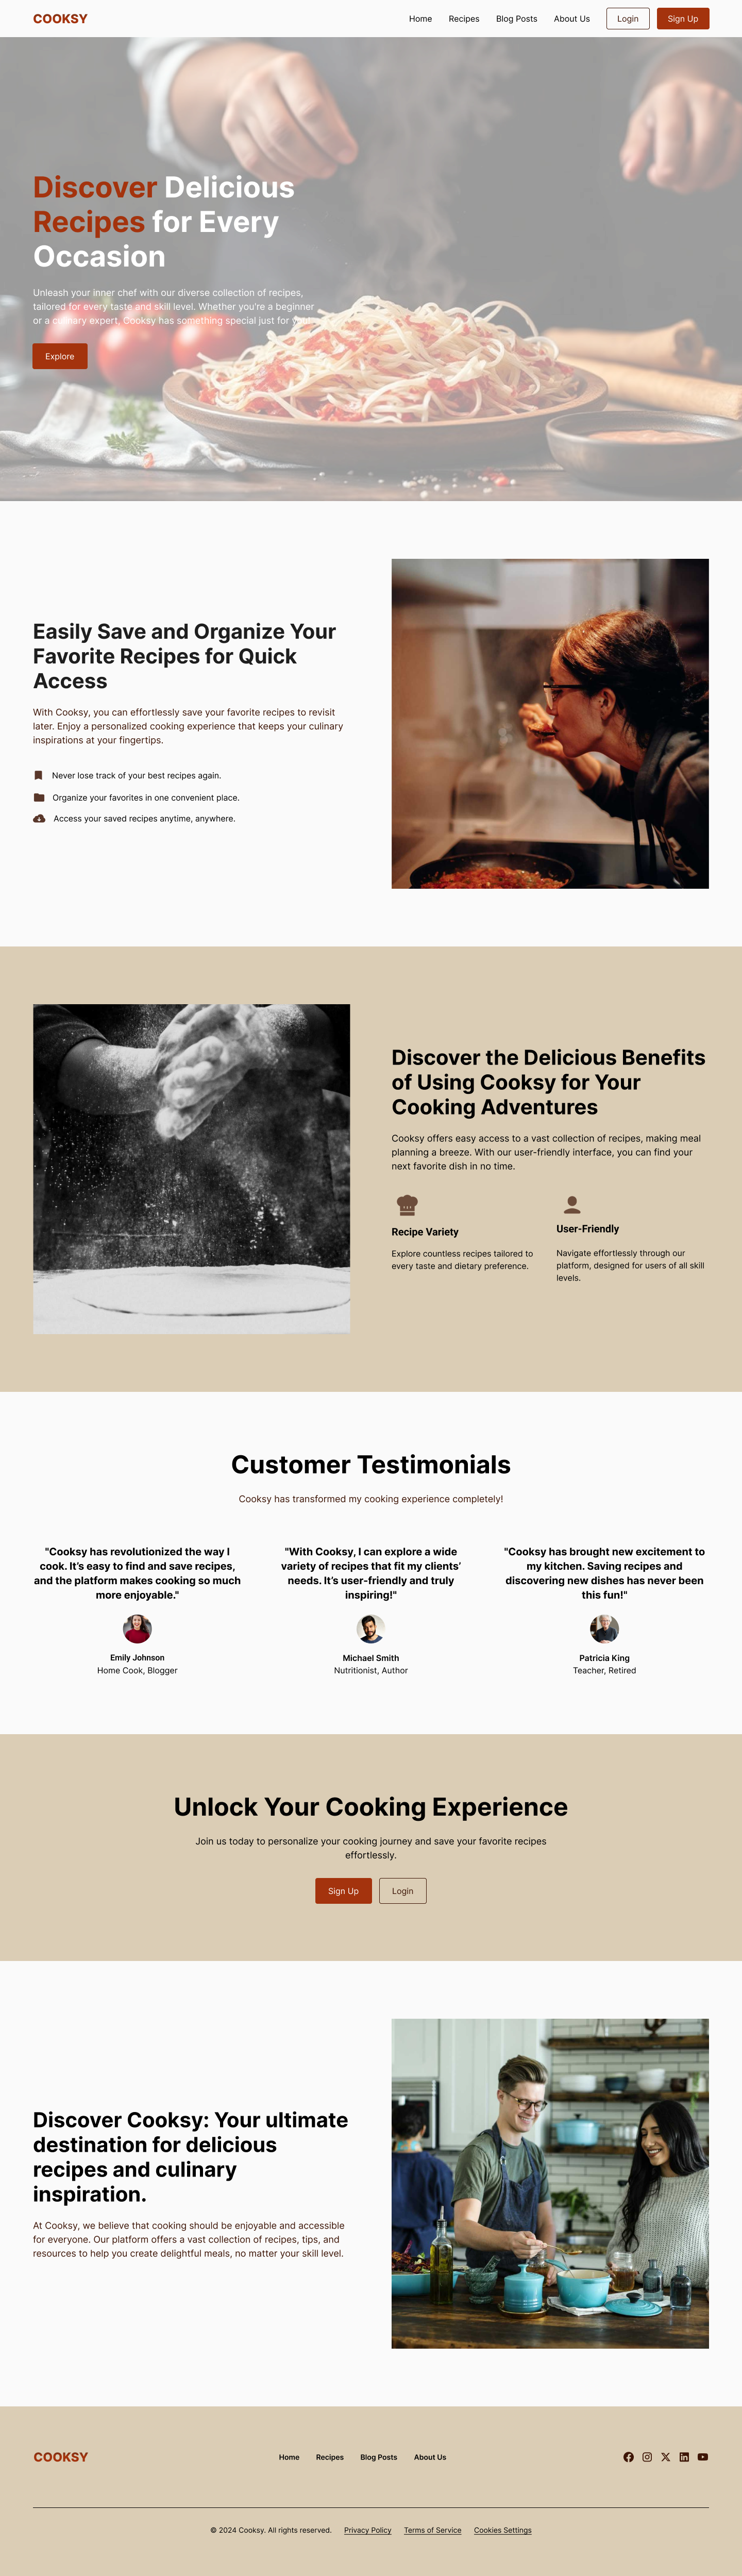 COOKSY
Home Recipes Blog Posts About Us Login Sign Up
Discover Delicious
Recipes for Every
Occasion
Unleash your inner chef with our diverse collection of recipes,
tailored for every taste and skill level. Whether you're a beginner
or a culinary expert, Cooksy has something special just for you.
Explore
Easily Save and Organize Your
Favorite Recipes for Quick
Access
With Cooksy, you can effortlessly save your favorite recipes to revisit
later. Enjoy a personalized cooking experience that keeps your culinary
inspirations at your fingertips.
Never lose track of your best recipes again.
Organize your favorites in one convenient place.
Access your saved recipes anytime, anywhere.
Discover the Delicious Benefits
of Using Cooksy for Your
Cooking Adventures
Cooksy offers easy access to a vast collection of recipes, making meal
planning a breeze. With our user-friendly interface, you can find your
next favorite dish in no time.
Recipe Variety
Explore countless recipes tailored to
every taste and dietary preference.
User-Friendly
Navigate effortlessly through our
platform, designed for users of all skill
levels.
Customer Testimonials
Cooksy has transformed my cooking experience completely!
"Cooksy has revolutionized the way I
cook. It's easy to find and save recipes,
and the platform makes cooking so much
more enjoyable."
Emily Johnson
Home Cook, Blogger
"With Cooksy, I can explore a wide
variety of recipes that fit my clients'
needs. It's user-friendly and truly
inspiring!"
Michael Smith
Nutritionist, Author
"Cooksy has brought new excitement to
my kitchen. Saving recipes and
discovering new dishes has never been
this fun!"
Patricia King
Teacher, Retired
Unlock Your Cooking Experience
Join us today to personalize your cooking journey and save your favorite recipes
effortlessly.
Sign Up Login
Discover Cooksy: Your ultimate
destination for delicious
recipes and culinary
inspiration.
At Cooksy, we believe that cooking should be enjoyable and accessible
for everyone. Our platform offers a vast collection of recipes, tips, and
resources to help you create delightful meals, no matter your skill level.
COOKSY
Home Recipes Blog Posts About Us
© 2024 Cooksy. All rights reserved. Privacy Policy Terms of Service Cookies Settings